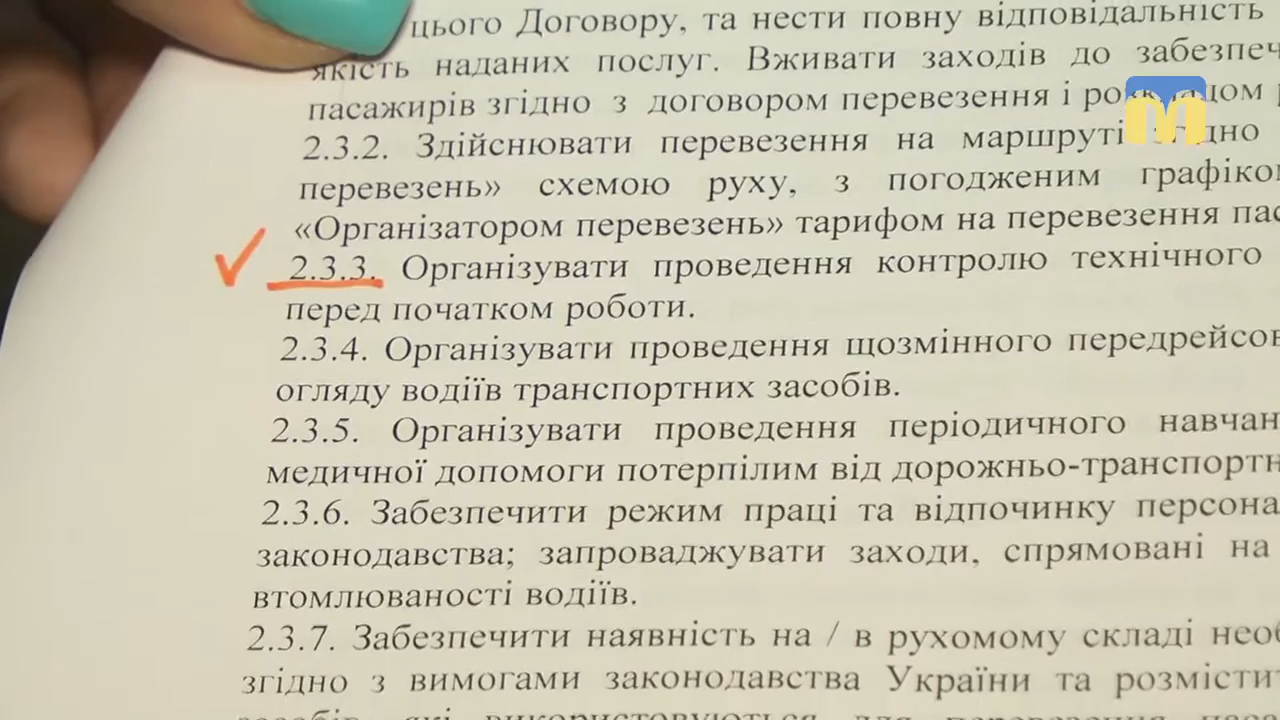 цього Договору, та нести повну відповідальність
якість наданих послуг. Вживати заходів до забезпеч
пасажирів згідно з договором перевезення і
2.3.2. Здійснювати перевезення на маршруті згідно
перевезень» схемою руху, з погодженим графіком
«Організатором перевезень» тарифом на перевезення пас
2.3.3. Організувати проведення контролю технічного
перед початком роботи.
2.3.4. Організувати проведення щозмінного передрейсов
огляду водіїв транспортних засобів.
2.3.5. Організувати проведення періодичного навчан
медичної допомоги потерпілим від дорожньо-транспортн
2.3.6. Забезпечити режим праці та відпочинку персона
законодавства; запроваджувати заходи, спрямовані на
втомлюваності водіїв.
2.3.7. Забезпечити наявність на / в рухомому складі необ
згідно з вимогами законодавства України та розмістит